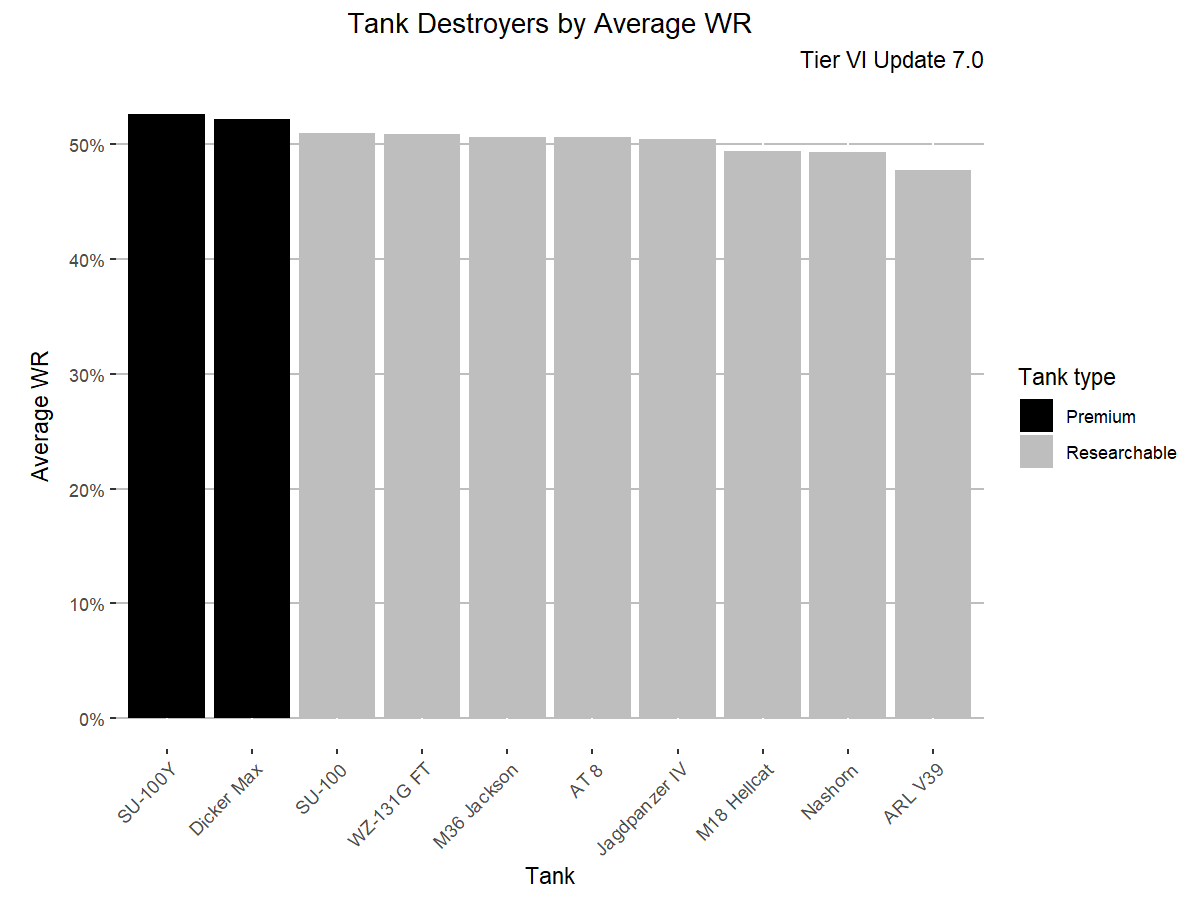 Tank Destroyers by Average WR
Tier VI Update 7.0
Average WR
50%
40%
30%
20%
10%
0%
SU-100Y
Dicker Max
SU-100
WZ-131G FT
M36 Jackson
AT 8
Jagdpanzer IV
M18 Hellcat
Nashorn
ARL V39
Tank
Tank type
Premium
Researchable